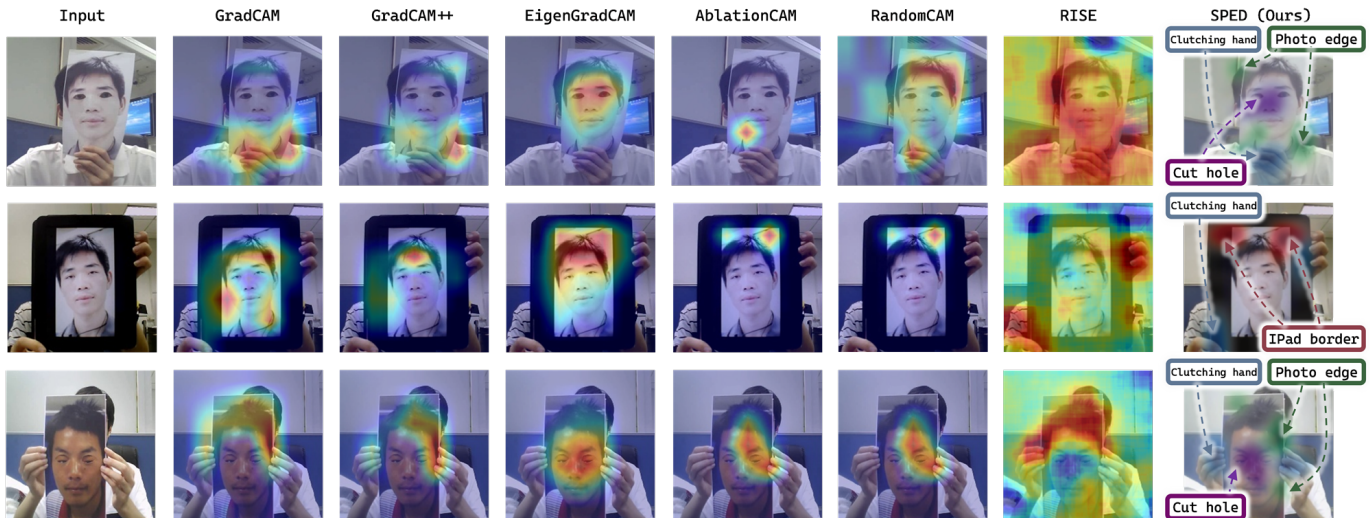 Input GradCAM GradCAM++ EigenGradCAM AblationCAM RandomCAM RISE SPED (Ours)
Clutching hand Photo edge
Cut hole
Clutching hand
IPad border
Clutching hand Photo edge
Cut hole